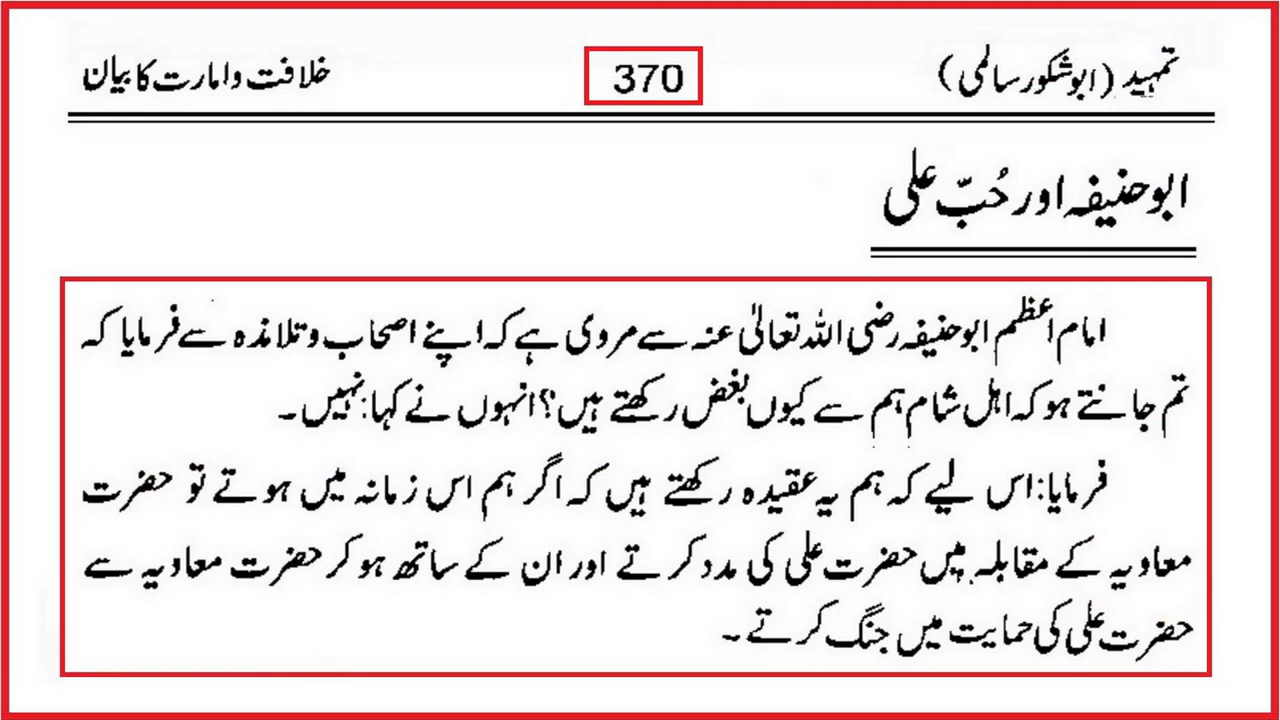 تمہید (ابوشکور سالمی) 370 خلافت و امارت کا بیان
ابوحنیفہ اور حُبِّ علی
امام اعظم ابوحنیفہ رضی اللہ تعالیٰ عنہ سے مروی ہے کہ اپنے اصحاب و تلامذہ سے فرمایا کہ
تم جانتے ہو کہ اہل شام ہم سے کیوں بغض رکھتے ہیں؟ انہوں نے کہا: نہیں۔
فرمایا: اس لیے کہ ہم یہ عقیدہ رکھتے ہیں کہ اگر ہم اس زمانہ میں ہوتے تو حضرت
معاویہ کے مقابلہ میں حضرت علی کی مدد کرتے اور ان کے ساتھ ہو کر حضرت معاویہ سے
حضرت علی کی حمایت میں جنگ کرتے۔